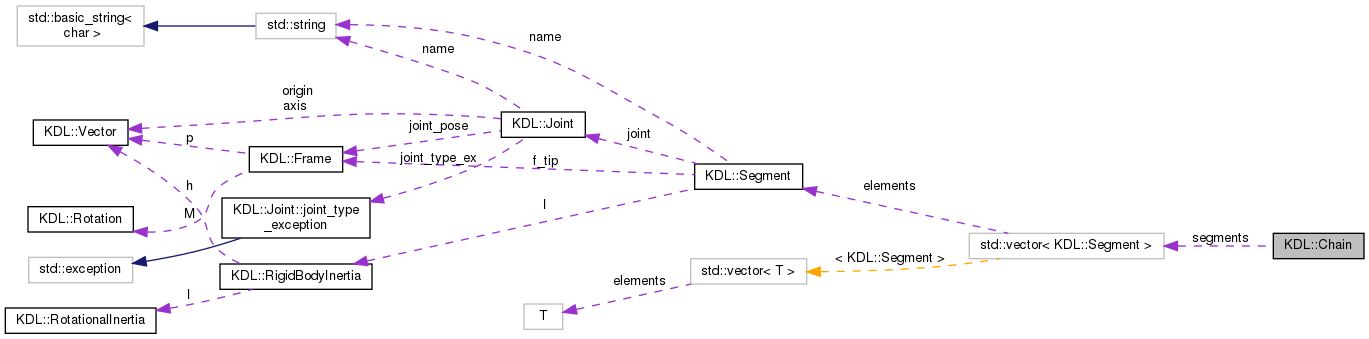 std::basic_string<
char >
std::string
name
name
origin
axis
KDL::Vector
joint_pose
KDL::Joint
joint
p
KDL::Frame
joint_type_ex
f_tip
KDL::Segment
h
M
elements
KDL::Rotation
KDL::Joint::joint_type
_exception
I
std::vector< KDL::Segment >
segments
KDL::Chain
std::exception
KDL::RigidBodyInertia
std::vector< T >
< KDL::Segment >
I
elements
KDL::RotationalInertia
T